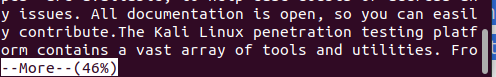 y issues. All documentation is open, so you can easil
y contribute.The Kali Linux penetration testing platf
orm contains a vast array of tools and utilities. Fro
--More--(46%)